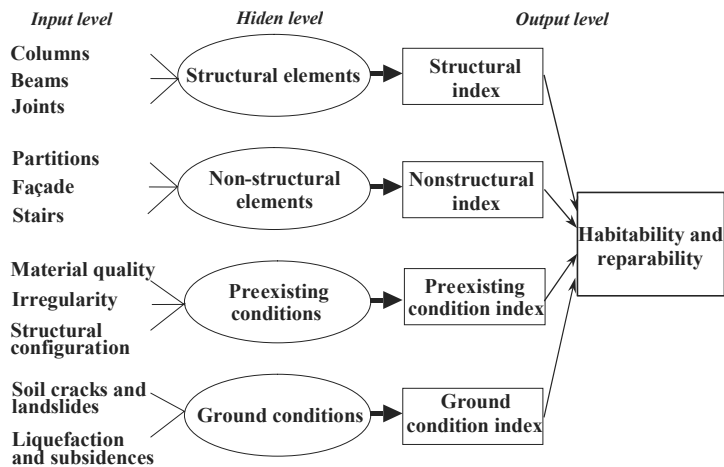 Input level
Hiden level
Output level
Columns
Beams
Joints
Structural elements
Structural
index
Partitions
Façade
Stairs
Non-structural
elements
Nonstructural
index
Habitability and
reparability
Material quality
Irregularity
Structural
configuration
Preexisting
conditions
Preexisting
condition index
Soil cracks and
landslides
Liquefaction
and subsidences
Ground conditions
Ground
condition index